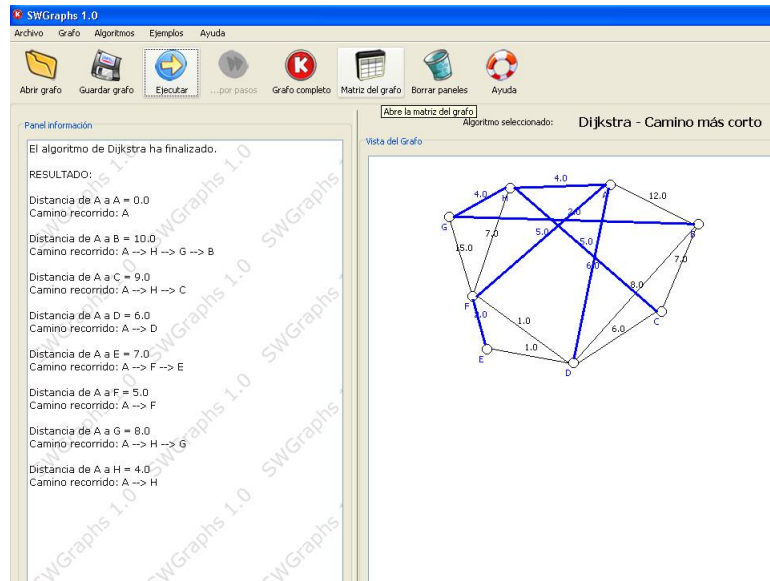 SWGraphs 1.0
Archivo Grafo Algoritmos Ejemplos Ayuda
Abrir grafo Guardar grafo Ejecutar ...por pasos Grafo completo Matriz del grafo Borrar paneles Ayuda
Abre la matriz del grafo
Algoritmo seleccionado: Dijkstra - Camino más corto
Panel información
El algoritmo de Dijkstra ha finalizado.
RESULTADO:
Distancia de A a A = 0.0
Camino recorrido: A
Distancia de A a B = 10.0
Camino recorrido: A --> H --> G --> B
Distancia de A a C = 9.0
Camino recorrido: A --> H --> C
Distancia de A a D = 6.0
Camino recorrido: A --> D
Distancia de A a E = 7.0
Camino recorrido: A --> F --> E
Distancia de A a F = 5.0
Camino recorrido: A --> F
Distancia de A a G = 8.0
Camino recorrido: A --> H --> G
Distancia de A a H = 4.0
Camino recorrido: A --> H
SWGraphs 1.0
Vista del Grafo
4.0
A
12.0
4.0
H
2.0
G
5.0
B
7.0
5.0
15.0
7.0
6.0
8.0
F
C
2.0
1.0
6.0
1.0
E
D